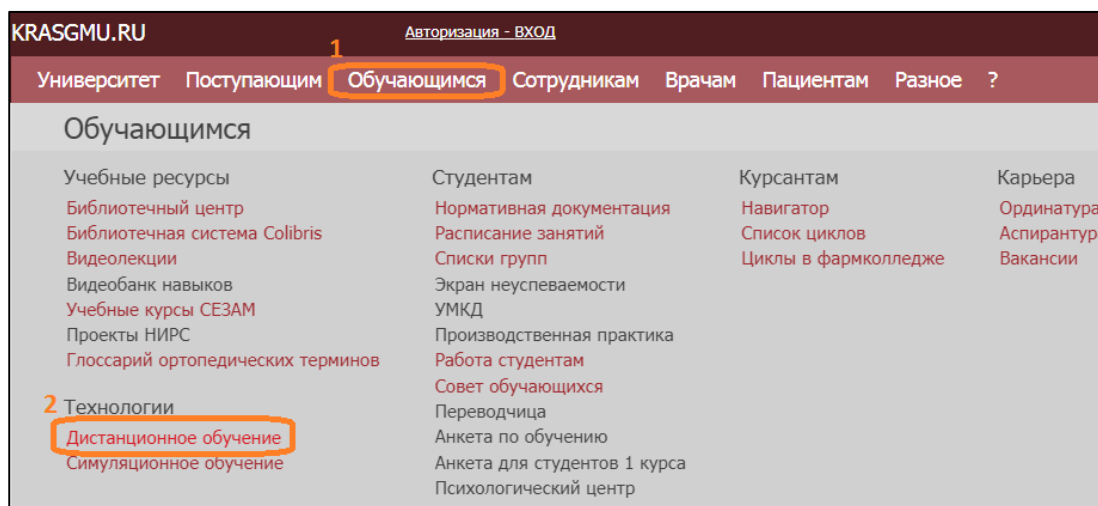 KRASGMU.RU Авторизация - ВХОД
1
Университет Поступающим Обучающимся Сотрудникам Врачам Пациентам Разное ?
Обучающимся
Учебные ресурсы
Библиотечный центр
Библиотечная система Colibris
Видеолекции
Видеобанк навыков
Учебные курсы СЕЗАМ
Проекты НИРС
Глоссарий ортопедических терминов
2 Технологии
Дистанционное обучение
Симуляционное обучение
Студентам
Нормативная документация
Расписание занятий
Списки групп
Экран неуспеваемости
УМКД
Производственная практика
Работа студентам
Совет обучающихся
Переводчица
Анкета по обучению
Анкета для студентов 1 курса
Психологический центр
Курсантам
Навигатор
Список циклов
Циклы в фармколледже
Карьера
Ординатура
Аспирантур
Вакансии